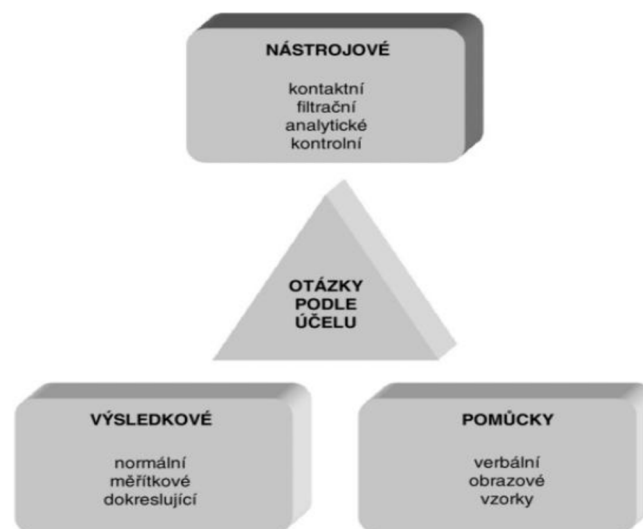 NÁSTROJOVÉ
kontaktní
filtrační
analytické
kontrolní
OTÁZKY
PODLE
ÚČELU
VÝSLEDKOVÉ
normální
měřítkové
dokreslující
POMŮCKY
verbální
obrazové
vzorky